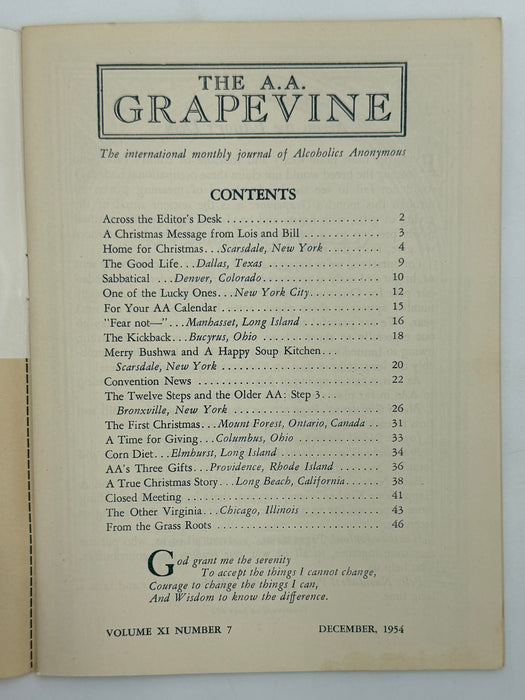 THE A.A.
GRAPEVINE
The international monthly journal of Alcoholics Anonymous
CONTENTS
Across the Editor's Desk .......................... 2
A Christmas Message from Lois and Bill ........... 3
Home for Christmas...Scarsdale, New York ......... 4
The Good Life...Dallas, Texas ................... 9
Sabbatical ...Denver, Colorado.................... 10
One of the Lucky Ones...New York City............ 12
For Your AA Calendar ............................ 15
"Fear not—"...Manhasset, Long Island .............. 16
The Kickback...Bucyrus, Ohio ..................... 18
Merry Bushwa and A Happy Soup Kitchen...
Scarsdale, New York ........................... 20
Convention News ............................... 22
The Twelve Steps and the Older AA: Step 3...
Bronxville, New York ......................... 26
The First Christmas...Mount Forest, Ontario, Canada .. 31
A Time for Giving...Columbus, Ohio .............. 33
Corn Diet...Elmhurst, Long Island ................. 34
AA's Three Gifts...Providence, Rhode Island ....... 36
A True Christmas Story...Long Beach, California...... 38
Closed Meeting ................................. 41
The Other Virginia...Chicago, Illinois .............. 43
From the Grass Roots ............................ 46
God grant me the serenity
To accept the things I cannot change,
Courage to change the things I can,
And Wisdom to know the difference.
VOLUME XI NUMBER 7 DECEMBER, 1954